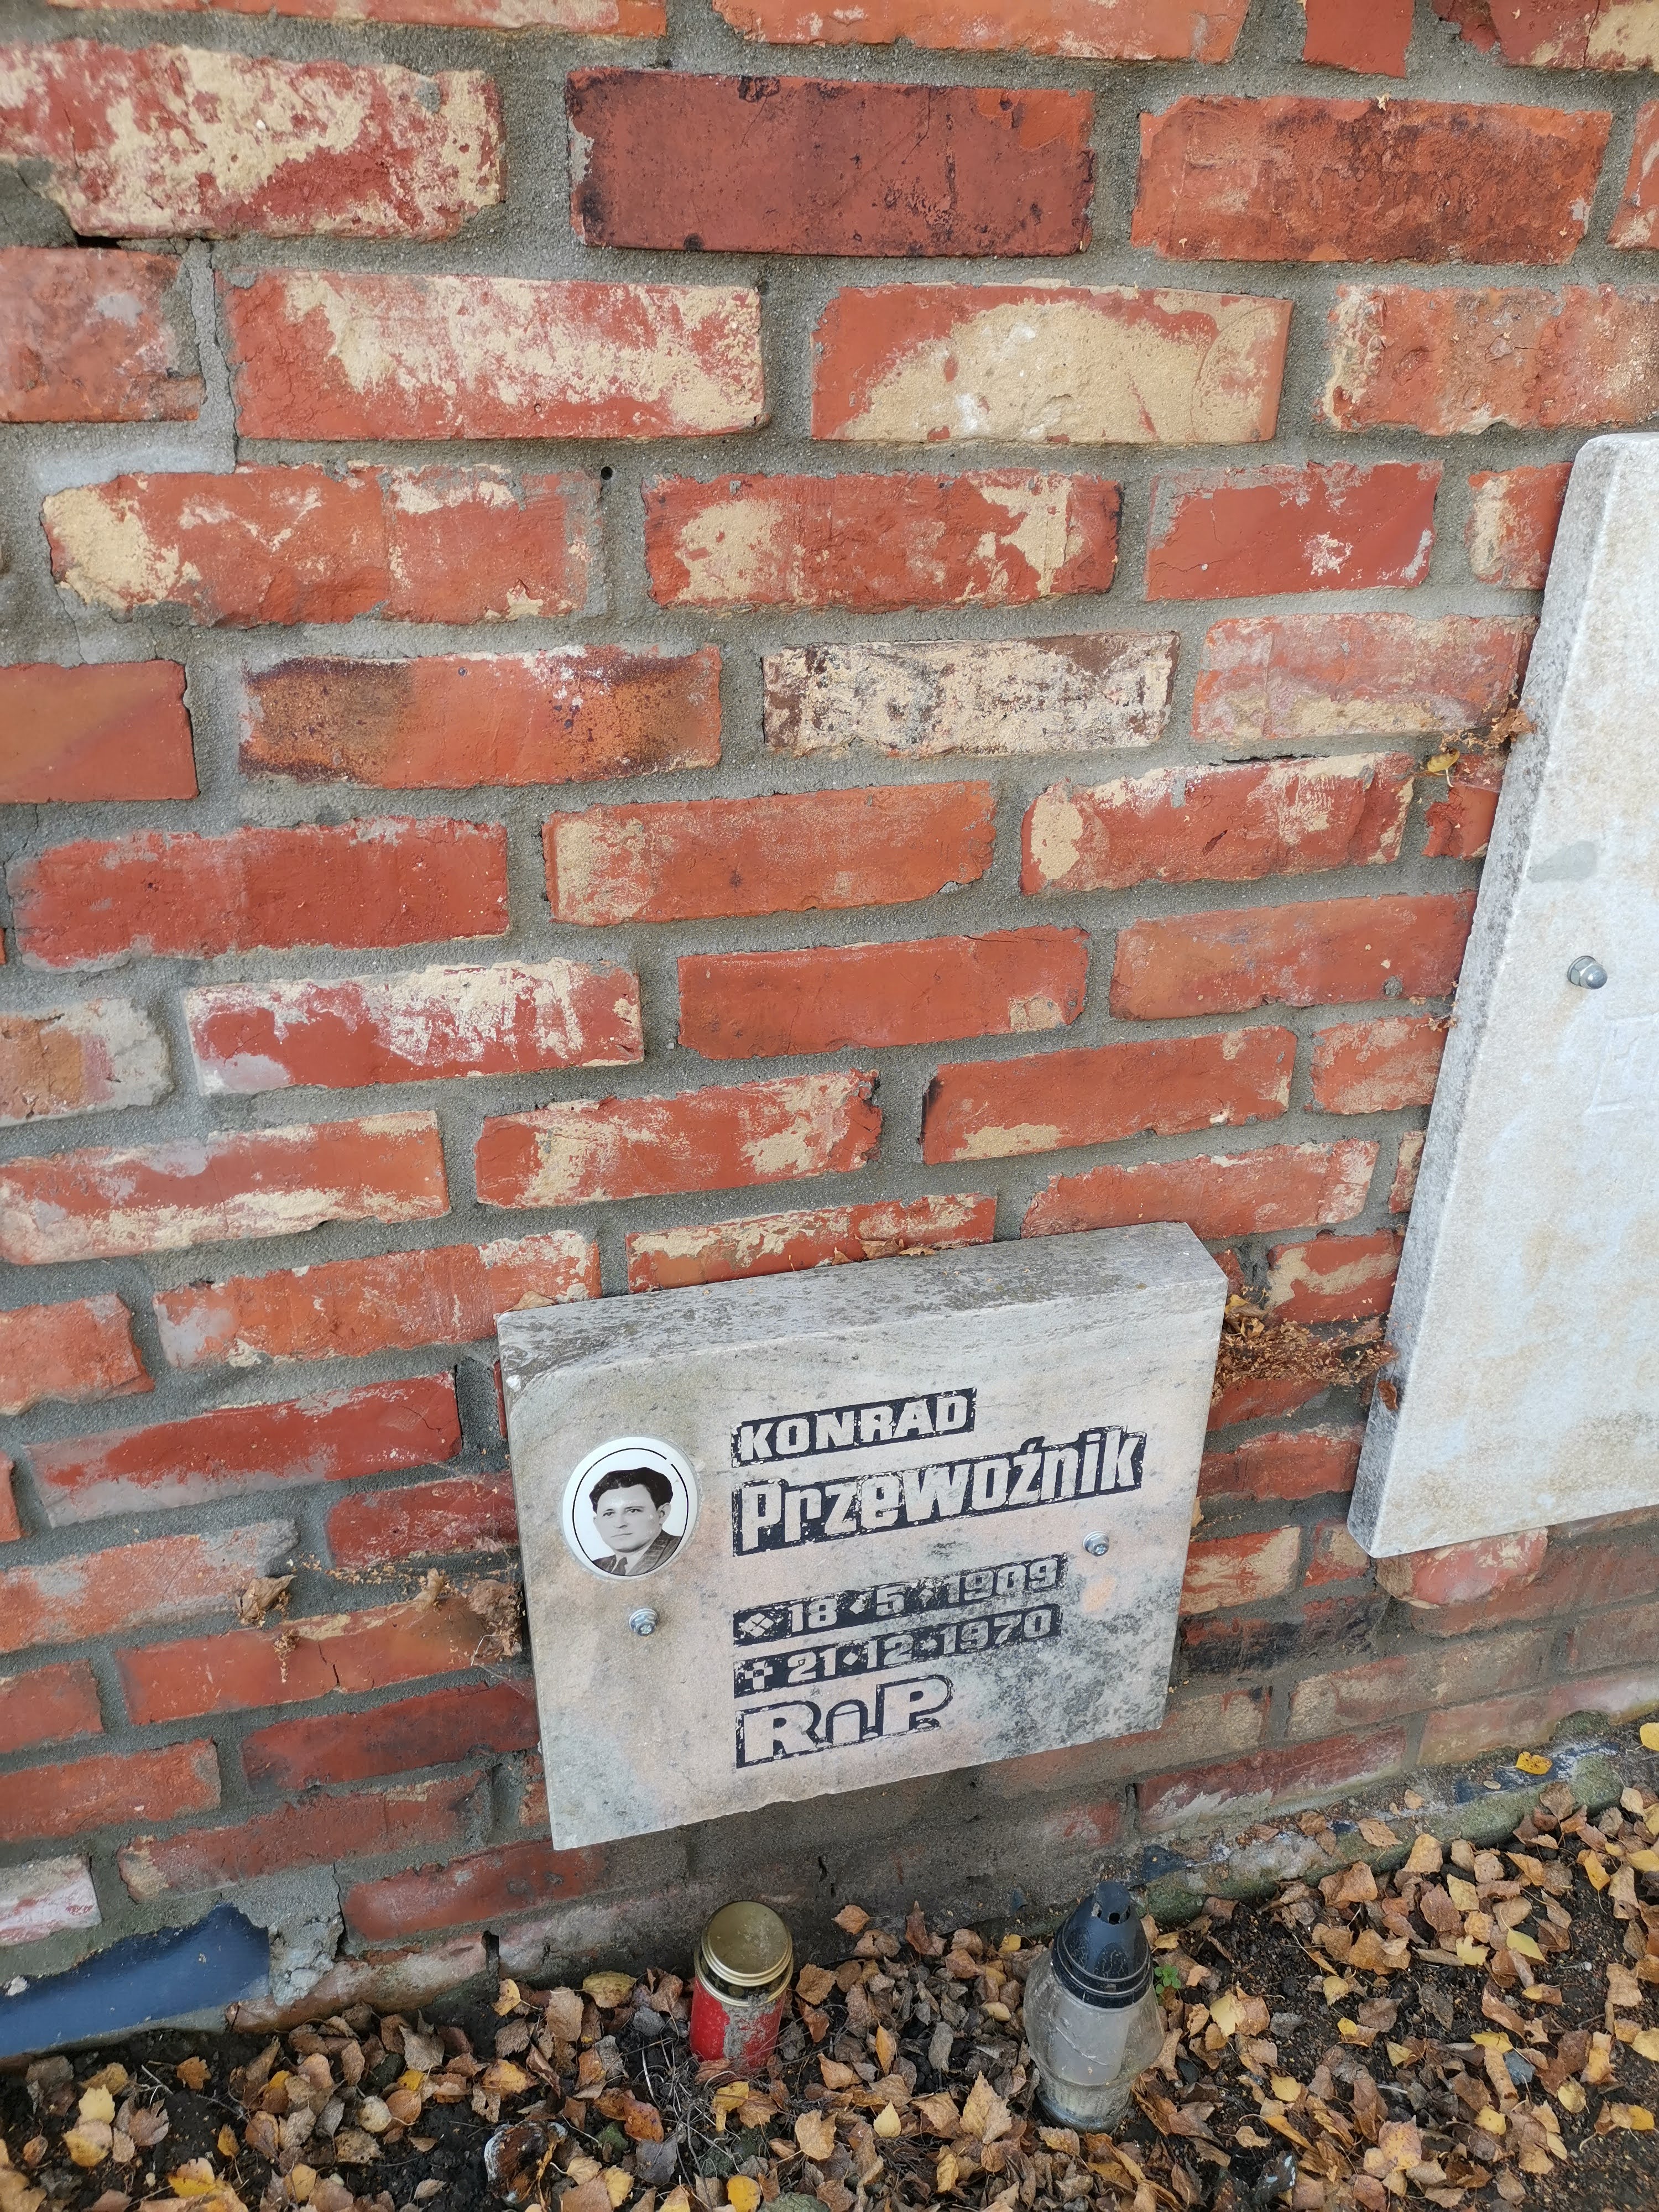 KONRAD
Przewoźnik
18•5•1909
✝21•12•1970
R.i.P.